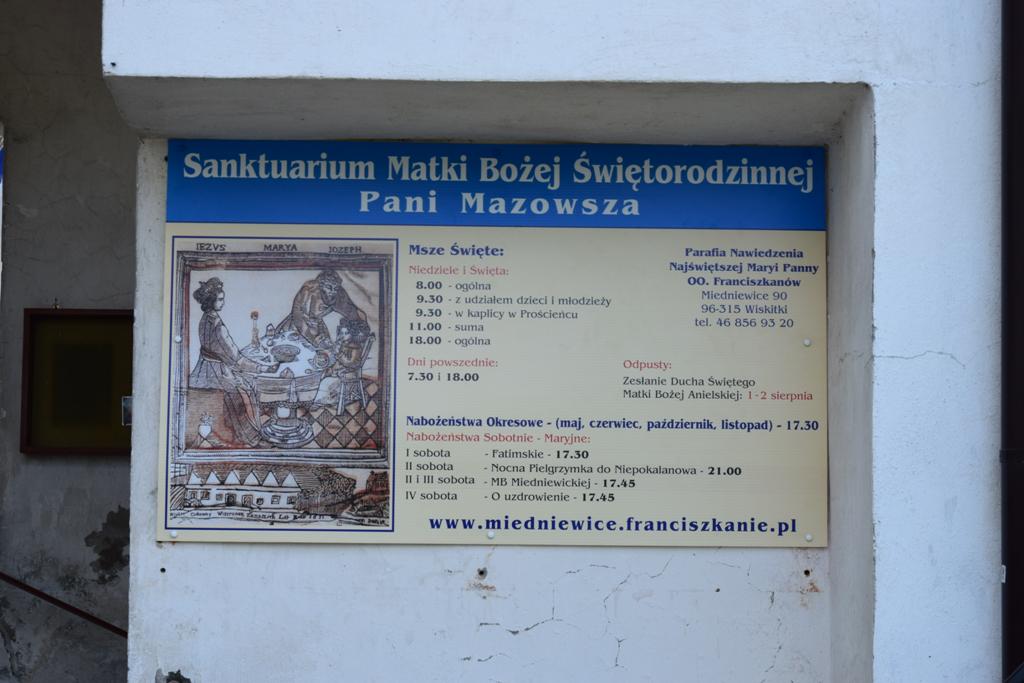 Sanktuarium Matki Bożej Świętorodzinnej
Pani Mazowsza
IEZVS MARYA IOZEPH
Msze Święte:
Niedziele i Święta:
8.00 - ogólna
9.30 - z udziałem dzieci i młodzieży
9.30 - w kaplicy w Prościeńcu
11.00 - suma
18.00 - ogólna
Dni powszednie:
7.30 i 18.00
Parafia Nawiedzenia
Najświętszej Maryi Panny
OO. Franciszkanów
Miedniewice 90
96-315 Wiskitki
tel. 46 856 93 20
Odpusty:
Zesłanie Ducha Świętego
Matki Bożej Anielskiej: 1-2 sierpnia
Nabożeństwa Okresowe - (maj, czerwiec, październik, listopad) - 17.30
Nabożeństwa Sobotnie - Maryjne:
I sobota - Fatimskie - 17.30
II sobota - Nocna Pielgrzymka do Niepokalanowa - 21.00
II i III sobota - MB Miedniewickiej - 17.45
IV sobota - O uzdrowienie - 17.45
www.miedniewice.franciszkanie.pl